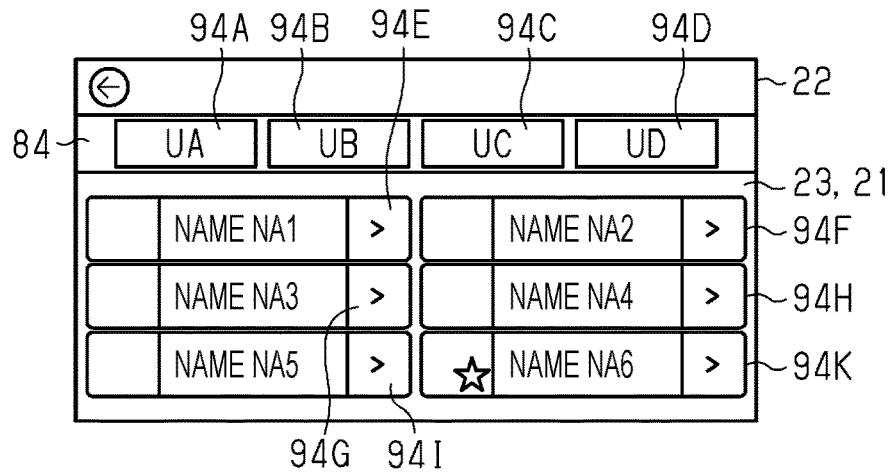 94A 94B 94E 94C 94D
22
84 UA UB UC UD
23, 21
NAME NA1 > NAME NA2 > 94F
NAME NA3 > NAME NA4 > 94H
NAME NA5 > NAME NA6 > 94K
94G 94I